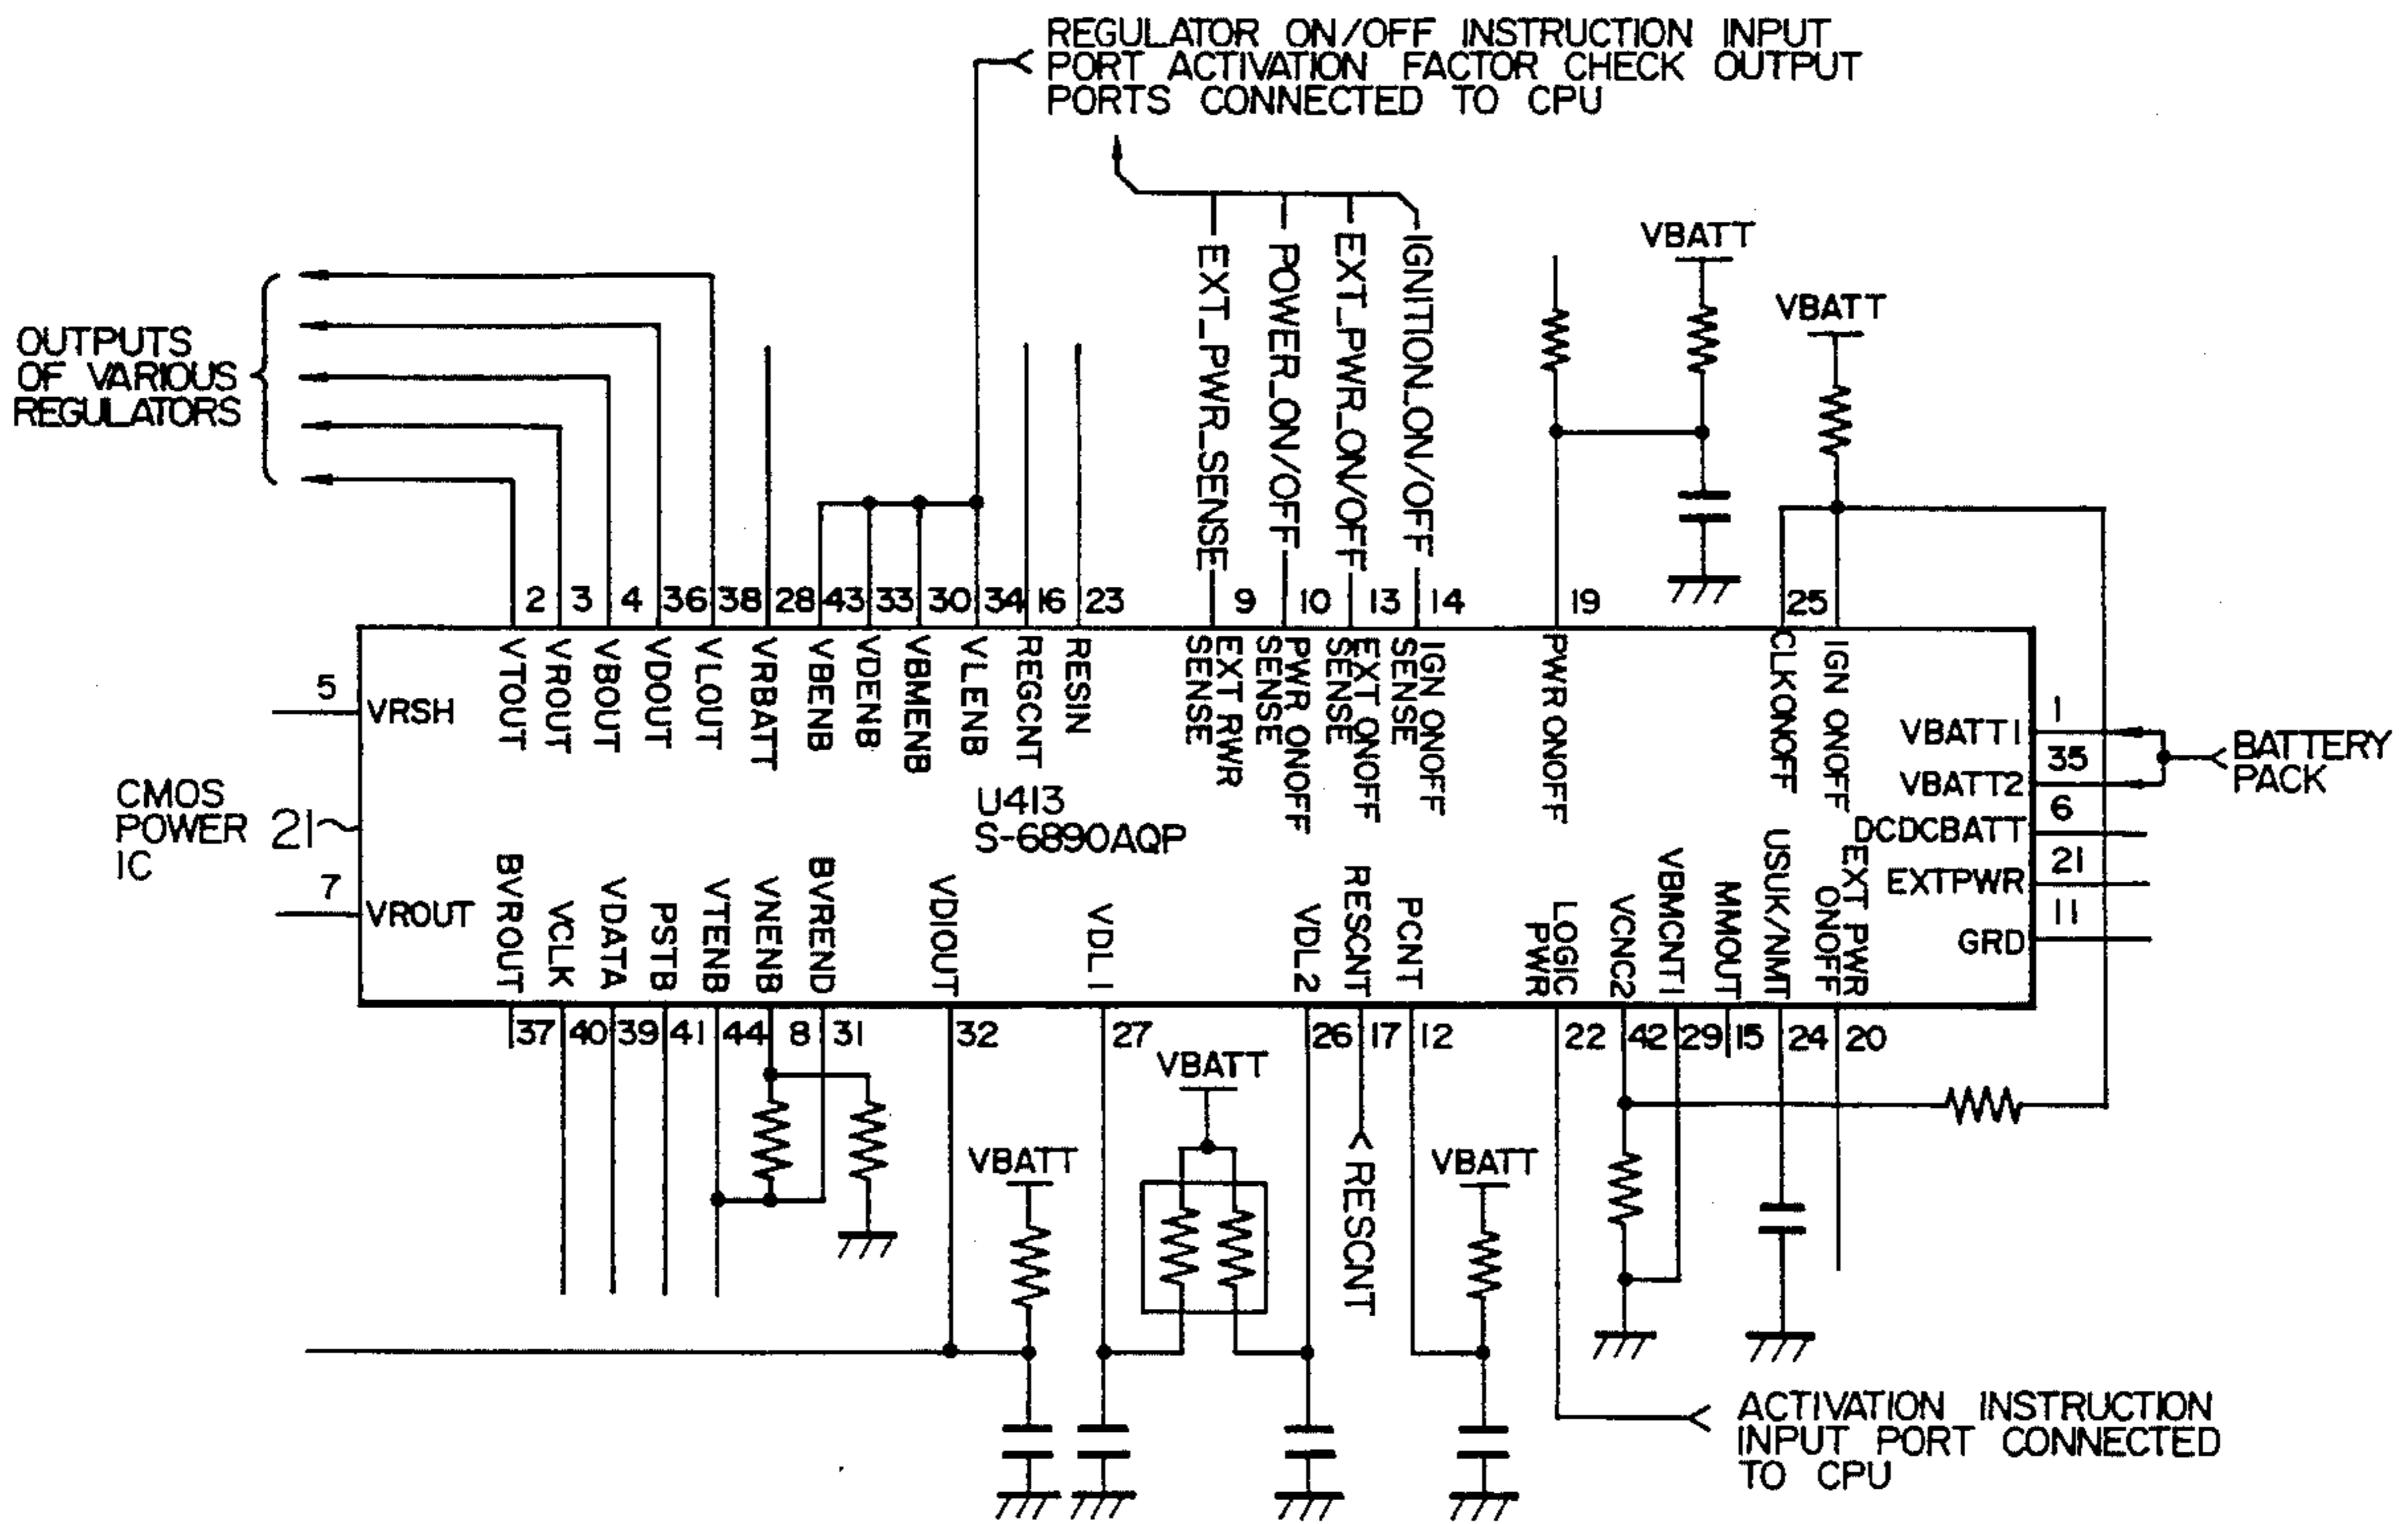 REGULATOR ON/OFF INSTRUCTION INPUT
PORT ACTIVATION FACTOR CHECK OUTPUT
PORTS CONNECTED TO CPU
OUTPUTS
OF VARIOUS
REGULATORS
EXT_PWR_SENSE
POWER_ON/OFF
EXT_PWR_ON/OFF
IGNITION_ON/OFF
VBATT
VBATT
2 3 4 36 38 28 43 33 30 34 16 23 9 10 13 14 19 25
VTOUT
VROUT
VBOUT
VDOUT
VLOUT
VRBATT
VBENB
VDENB
VBMENB
VLENB
REGCNT
RESIN
EXT RWR
SENSE
PWR ONOFF
SENSE
EXT ONOFF
SENSE
IGN ONOFF
SENSE
PWR ONOFF
CLKONOFF
IGN ONOFF
5
VRSH
CMOS
POWER
IC
21
7
VROUT
U413
S-6890AQP
VBATT1
1
VBATT2
35
DCDCBATT
6
EXTPWR
21
GRD
11
BATTERY
PACK
BVROUT
VCLK
VDATA
PSTB
VTENB
VNENB
BVREND
VDIOUT
VDL1
VDL2
RESCNT
PCNT
LOGIC
PWR
VCNC2
VBMCNT1
MMOUT
USUK/NMT
EXT PWR
ONOFF
37 40 39 41 44 8 31 32 27 26 17 12 22 42 29 15 24 20
VBATT
VBATT
VBATT
RESCNT
ACTIVATION INSTRUCTION
INPUT PORT CONNECTED
TO CPU